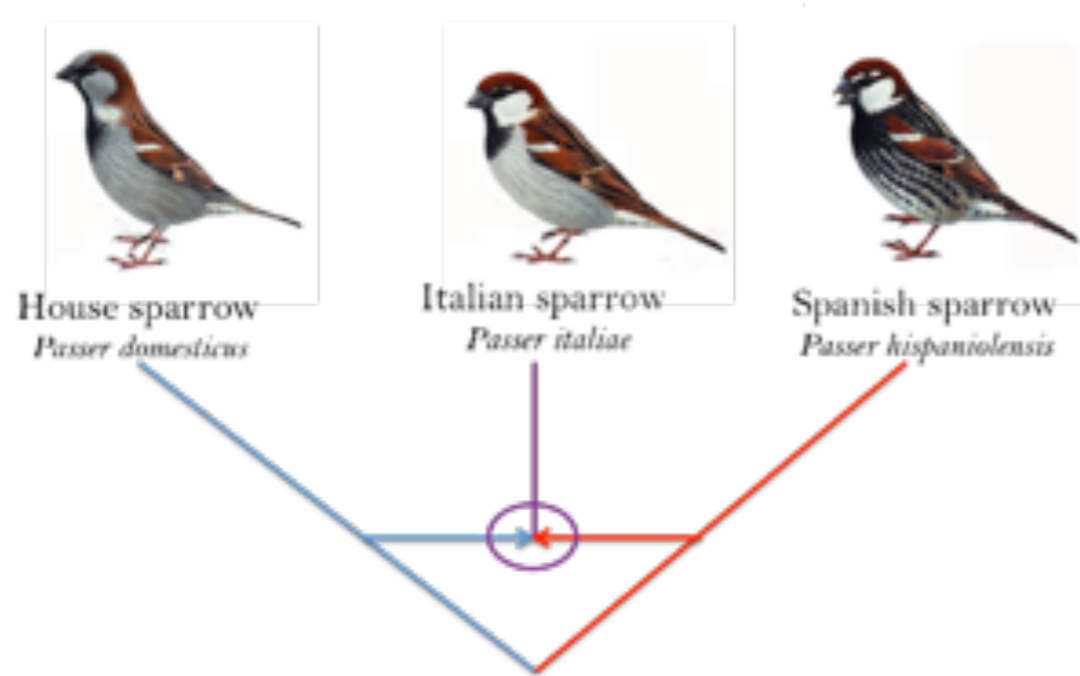 House sparrow
Passer domesticus
Italian sparrow
Passer italiae
Spanish sparrow
Passer hispaniolensis